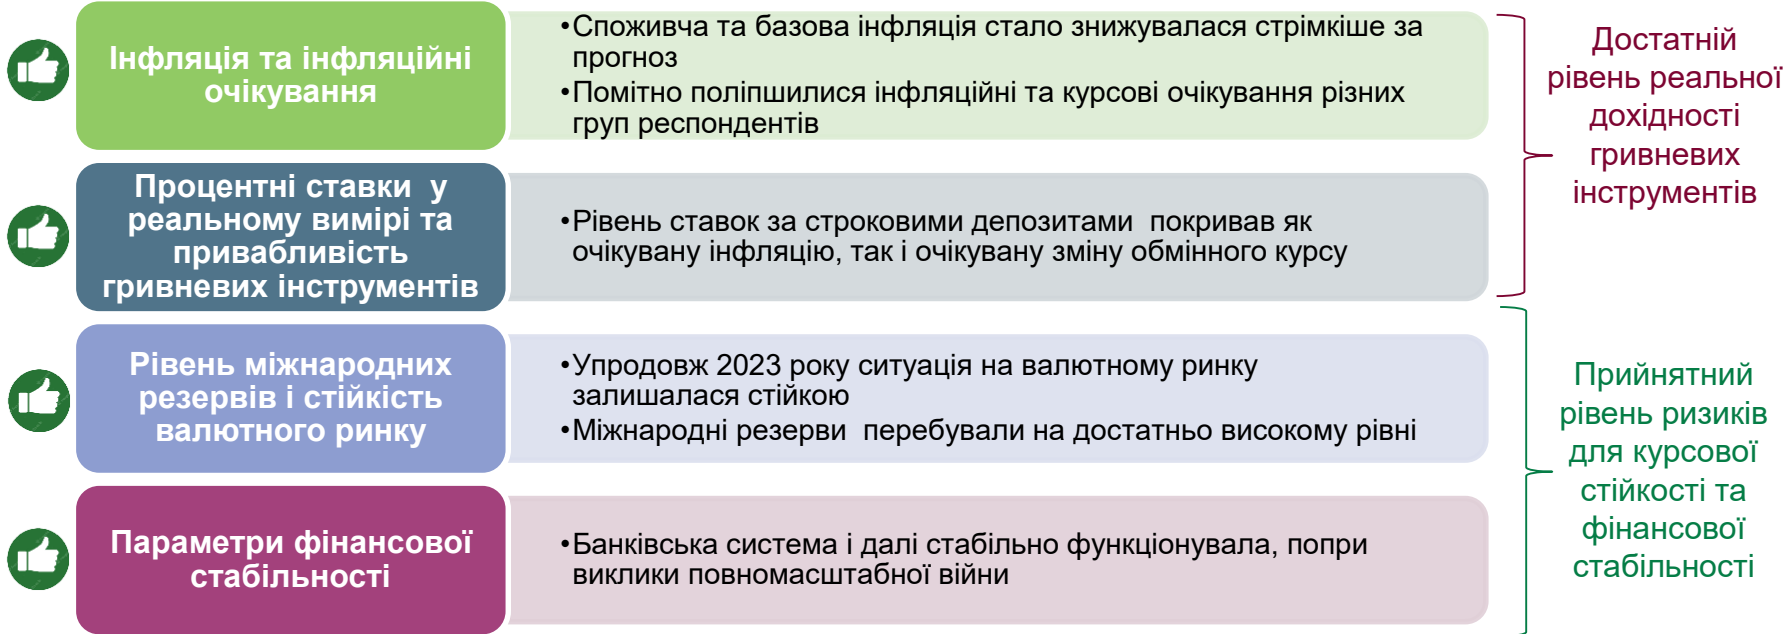 Інфляція та інфляційні
очікування
•Споживча та базова інфляція стало знижувалася стрімкіше за
прогноз
•Помітно поліпшилися інфляційні та курсові очікування різних
груп респондентів
Процентні ставки у
реальному вимірі та
привабливість
гривневих інструментів
•Рівень ставок за строковими депозитами покривав як
очікувану інфляцію, так і очікувану зміну обмінного курсу
Достатній
рівень реальної
дохідності
гривневих
інструментів
Рівень міжнародних
резервів і стійкість
валютного ринку
•Упродовж 2023 року ситуація на валютному ринку
залишалася стійкою
•Міжнародні резерви перебували на достатньо високому рівні
Параметри фінансової
стабільності
•Банківська система і далі стабільно функціонувала, попри
виклики повномасштабної війни
Прийнятний
рівень ризиків
для курсової
стійкості та
фінансової
стабільності